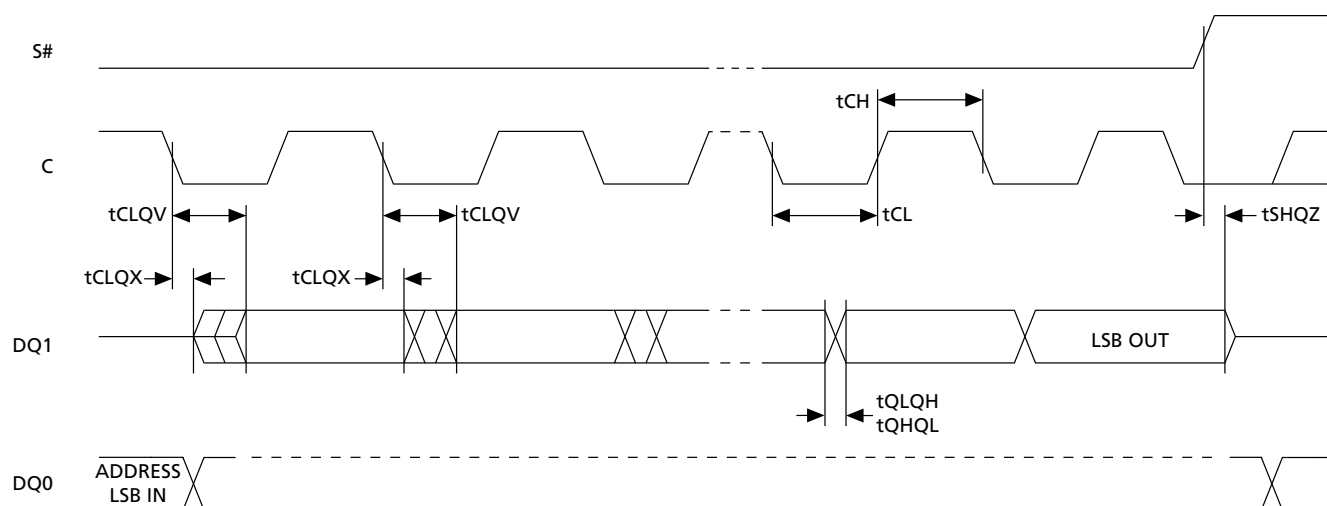 S#
tCH
C
tCLQV
tCLQV
tCL
tSHQZ
tCLQX
tCLQX
DQ1
LSB OUT
tQLQH
tQHQL
DQ0
ADDRESS
LSB IN